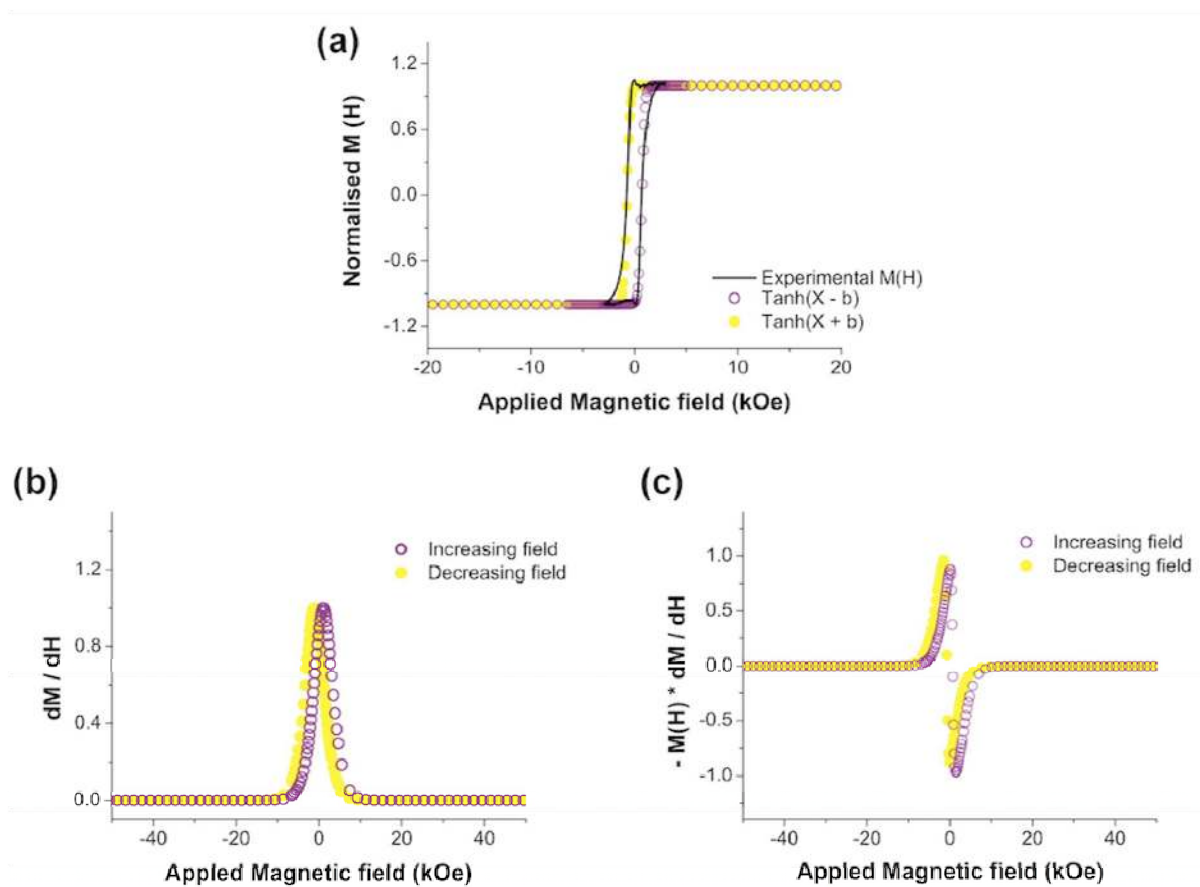 (a)
Normalised M (H)
1.2
0.6
0.0
-0.6
-1.2
Experimental M(H)
Tanh(X - b)
Tanh(X + b)
-20 -10 0 10 20
Applied Magnetic field (kOe)
(b)
dM / dH
1.2
0.8
0.4
0.0
Increasing field
Decreasing field
-40 -20 0 20 40
Appled Magnetic field (kOe)
(c)
- M(H) * dM / dH
1.0
0.5
0.0
-0.5
-1.0
Increasing field
Decreasing field
-40 -20 0 20 40
Appled Magnetic field (kOe)